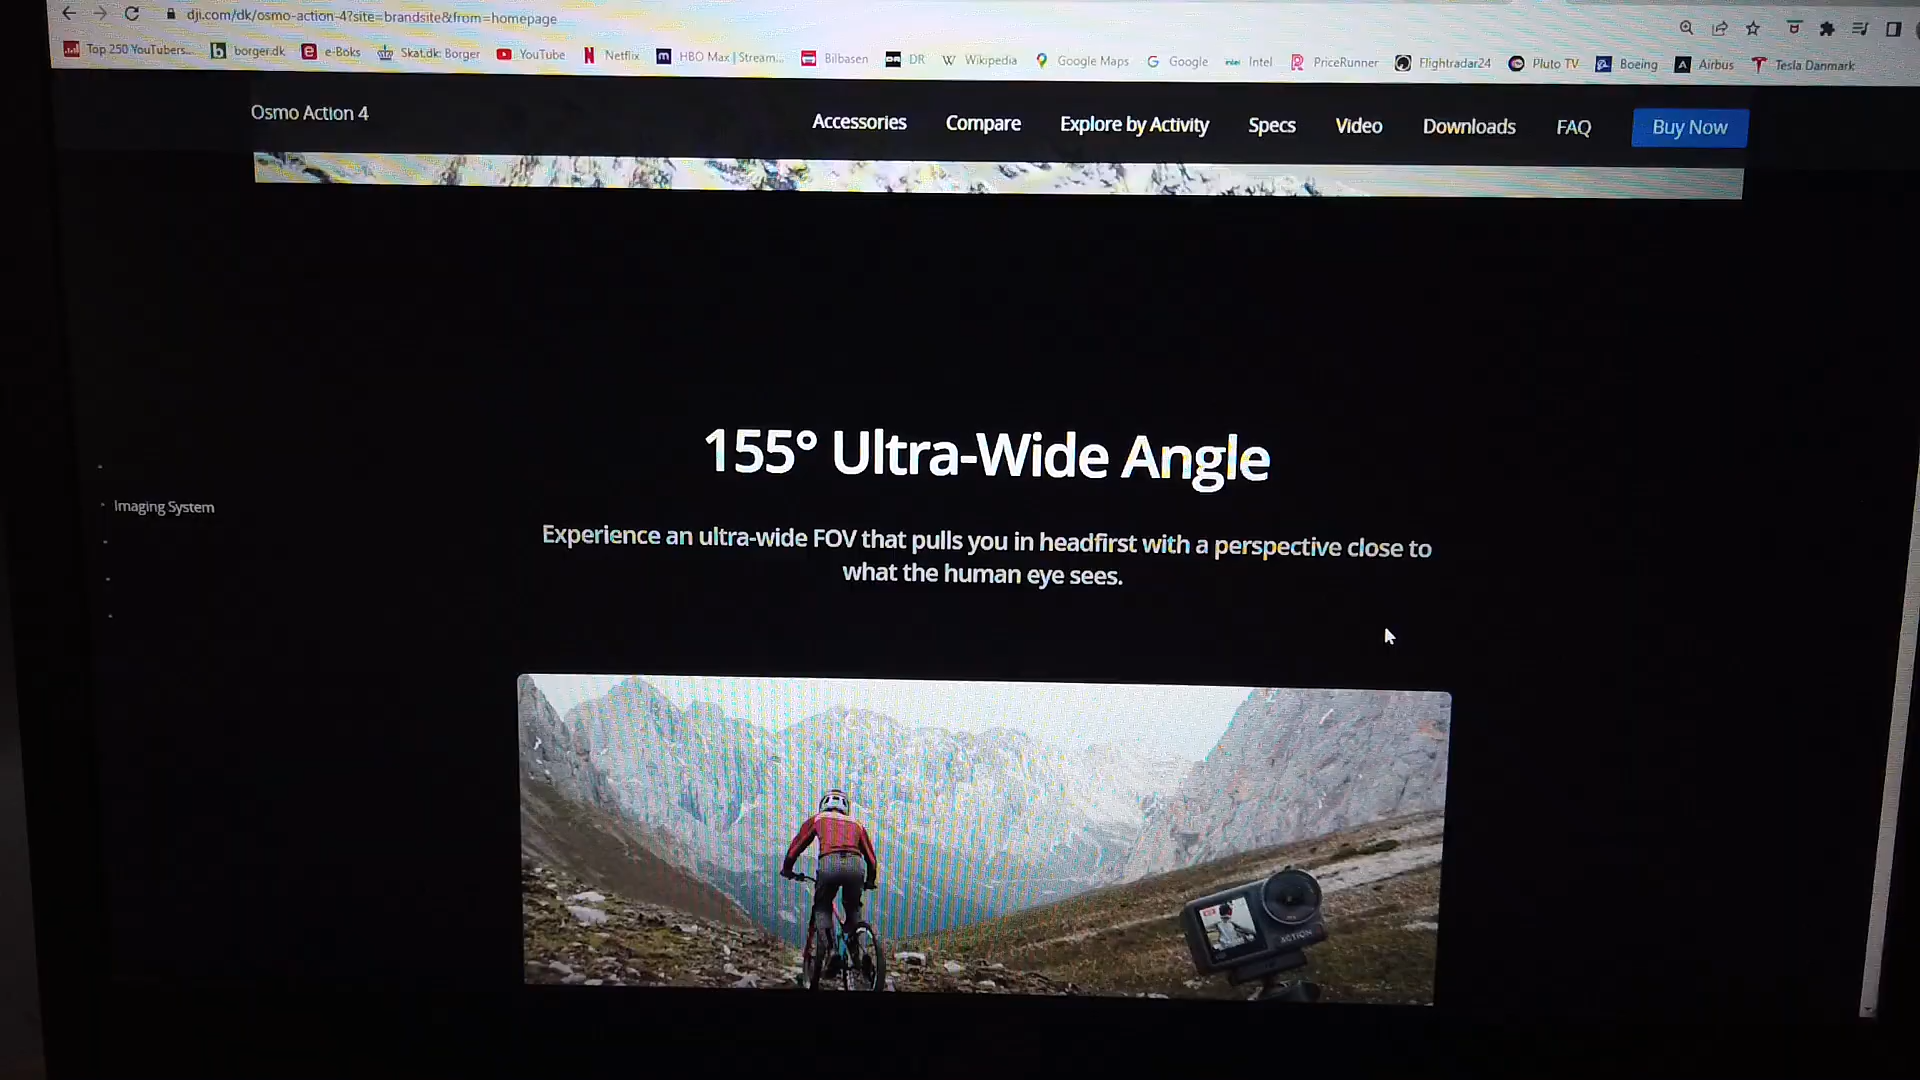 dji.com/dk/osmo-action-4?site=brandsite&from=homepage
Top 250 YouTubers... borger.dk e-Boks Skat.dk: Borger YouTube Netflix HBO Max | Stream... Bilbasen DR Wikipedia Google Maps Google Intel PriceRunner Flightradar24 Pluto TV Boeing Airbus Tesla Danmark
Osmo Action 4 Accessories Compare Explore by Activity Specs Video Downloads FAQ Buy Now
155° Ultra-Wide Angle
Imaging System
Experience an ultra-wide FOV that pulls you in headfirst with a perspective close to
what the human eye sees.
ACTION